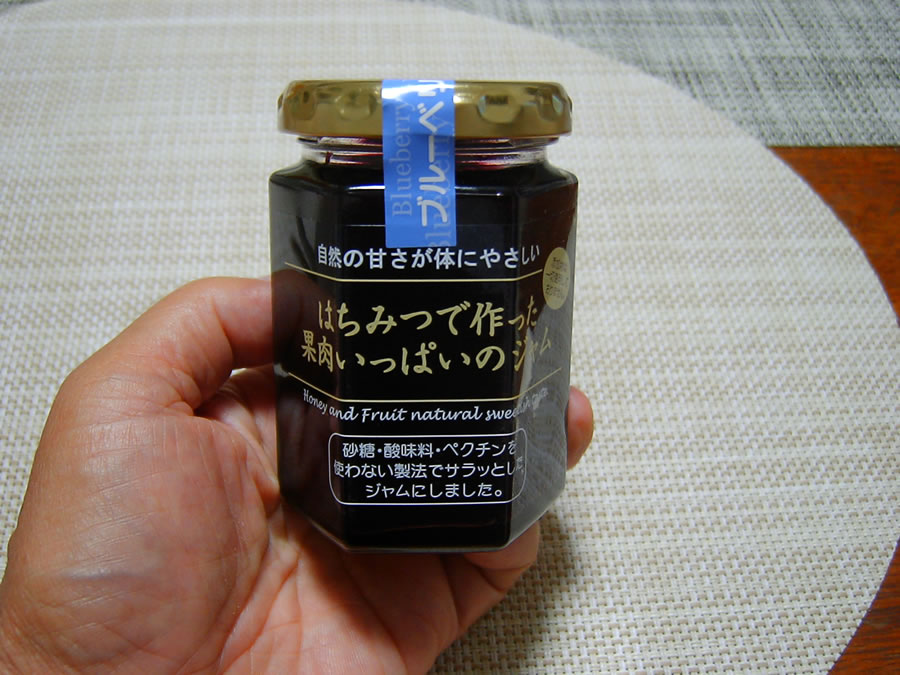 Blueberry
ブルーベリ
自然の甘さが体にやさしい
はちみつで作った
果肉いっぱいのジャム
Honey and Fruit natural
砂糖・酸味料・ペクチンを
使わない製法でサラッとした
ジャムにしました。